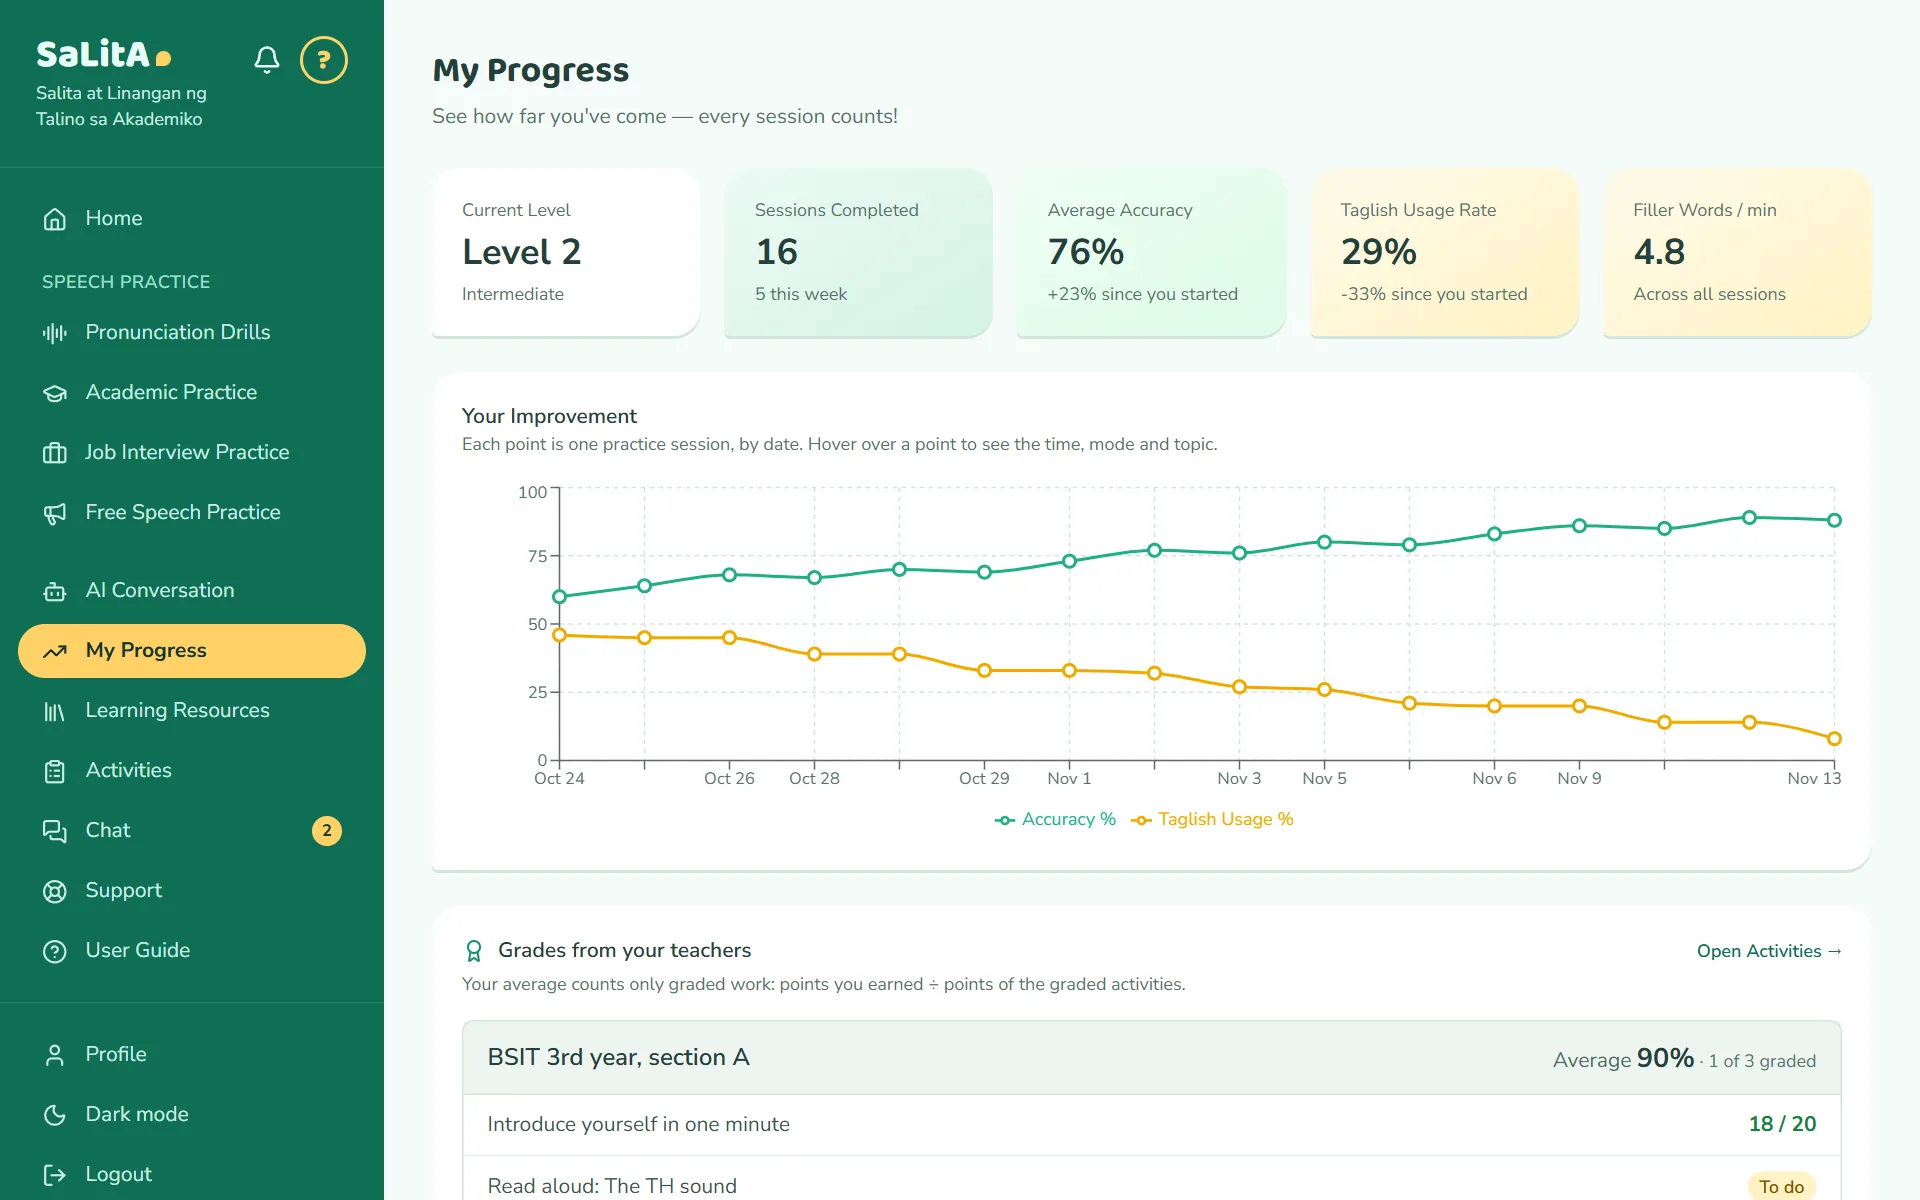 SaLitA
Salita at Linangan ng
Talino sa Akademiko
?
Home
SPEECH PRACTICE
Pronunciation Drills
Academic Practice
Job Interview Practice
Free Speech Practice
AI Conversation
My Progress
Learning Resources
Activities
Chat
2
Support
User Guide
Profile
Dark mode
Logout
My Progress
See how far you've come — every session counts!
Current Level
Level 2
Intermediate
Sessions Completed
16
5 this week
Average Accuracy
76%
+23% since you started
Taglish Usage Rate
29%
-33% since you started
Filler Words / min
4.8
Across all sessions
Your Improvement
Each point is one practice session, by date. Hover over a point to see the time, mode and topic.
100
75
50
25
0
Oct 24 Oct 26 Oct 28 Oct 29 Nov 1 Nov 3 Nov 5 Nov 6 Nov 9 Nov 13
Accuracy % Taglish Usage %
Grades from your teachers
Open Activities →
Your average counts only graded work: points you earned ÷ points of the graded activities.
BSIT 3rd year, section A
Average 90% · 1 of 3 graded
Introduce yourself in one minute
18 / 20
Read aloud: The TH sound
To do